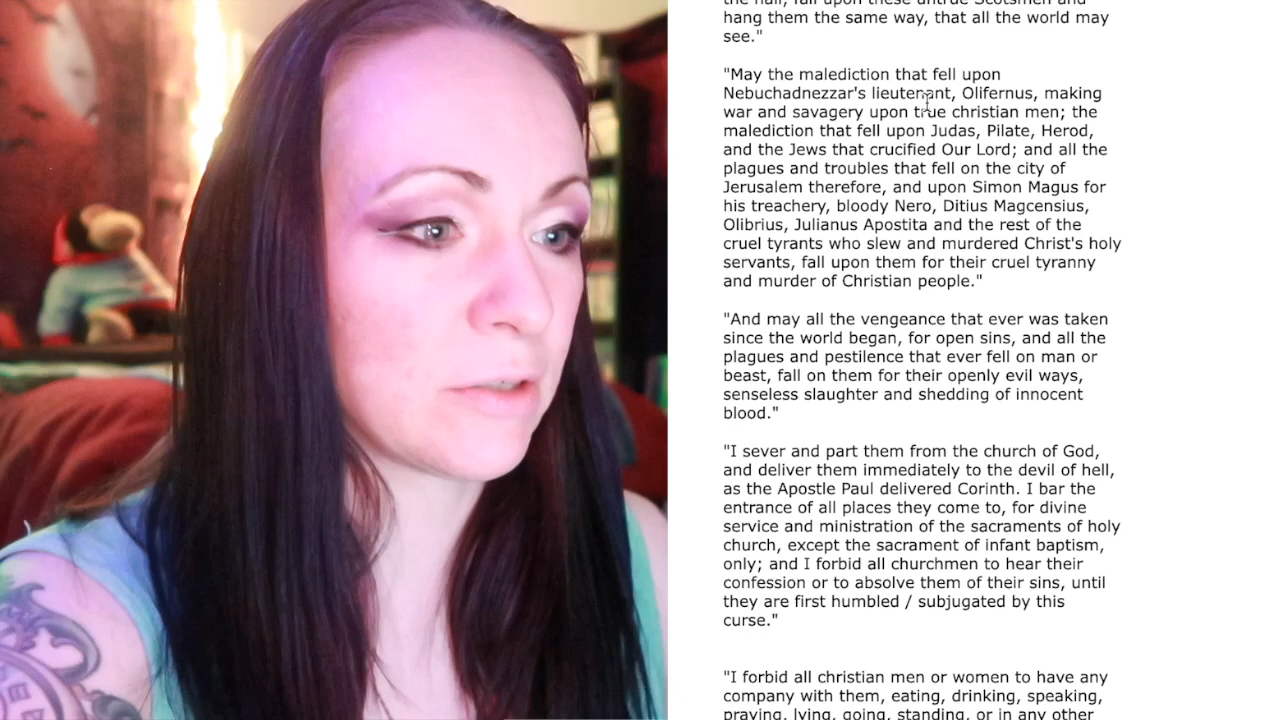 the hall, fall upon these untrue Scotsmen and
hang them the same way, that all the world may
see."
"May the malediction that fell upon
Nebuchadnezzar's lieutenant, Olifernus, making
war and savagery upon true christian men; the
malediction that fell upon Judas, Pilate, Herod,
and the Jews that crucified Our Lord; and all the
plagues and troubles that fell on the city of
Jerusalem therefore, and upon Simon Magus for
his treachery, bloody Nero, Ditius Magcensius,
Olibrius, Julianus Apostita and the rest of the
cruel tyrants who slew and murdered Christ's holy
servants, fall upon them for their cruel tyranny
and murder of Christian people."
"And may all the vengeance that ever was taken
since the world began, for open sins, and all the
plagues and pestilence that ever fell on man or
beast, fall on them for their openly evil ways,
senseless slaughter and shedding of innocent
blood."
"I sever and part them from the church of God,
and deliver them immediately to the devil of hell,
as the Apostle Paul delivered Corinth. I bar the
entrance of all places they come to, for divine
service and ministration of the sacraments of holy
church, except the sacrament of infant baptism,
only; and I forbid all churchmen to hear their
confession or to absolve them of their sins, until
they are first humbled / subjugated by this
curse."
"I forbid all christian men or women to have any
company with them, eating, drinking, speaking,
praying, lying, going, standing, or in any other